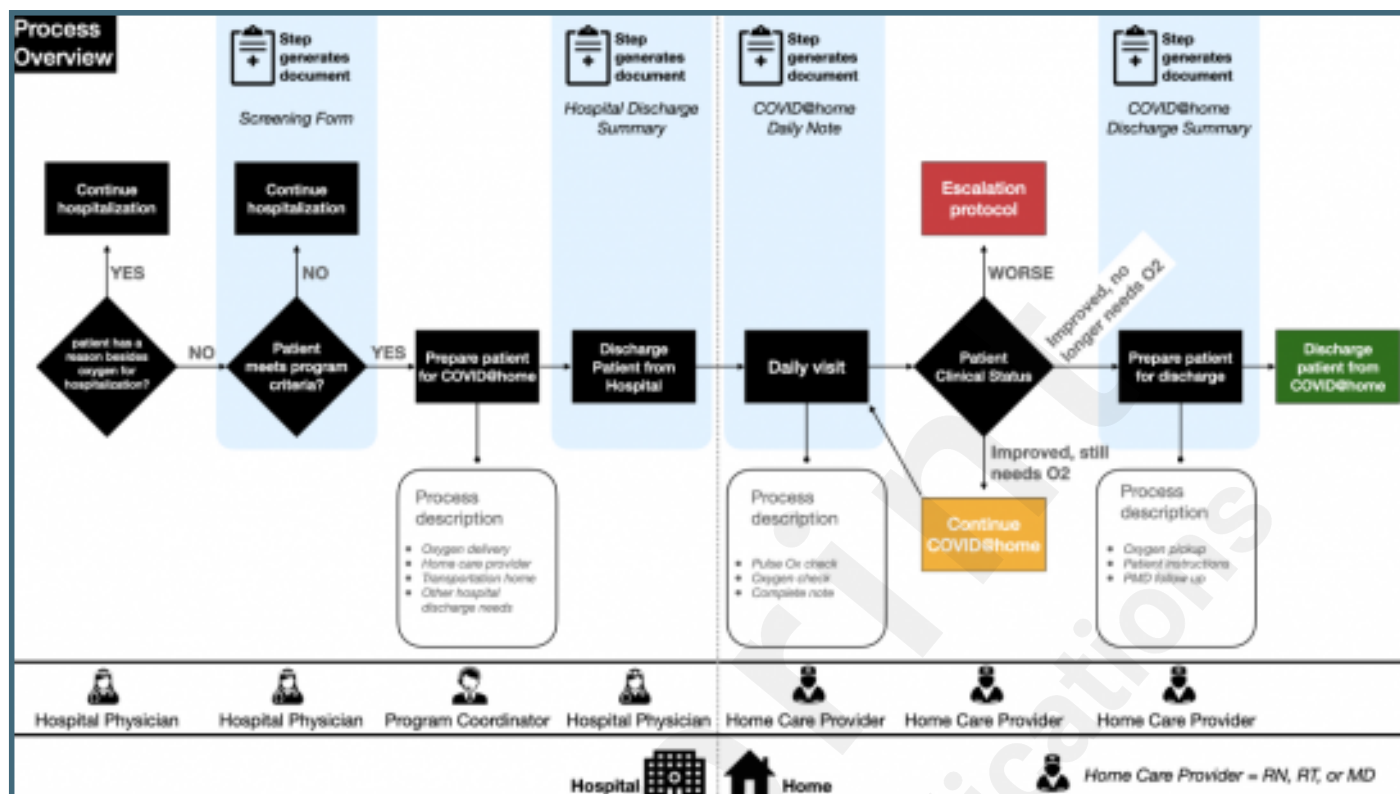 Process
Overview
Step
generates
document
Screening Form
Step
generates
document
Hospital Discharge
Summary
Step
generates
document
COVID@home
Daily Note
Step
generates
document
COVID@home
Discharge Summary
Continue
hospitalization
Continue
hospitalization
Escalation
protocol
YES
NO
WORSE
Improved, no
longer needs O2
patient has a
reason besides
oxygen for
hospitalization?
NO
Patient
meets program
criteria?
YES
Prepare patient
for COVID@home
Discharge
Patient from
Hospital
Daily visit
Patient
Clinical Status
Prepare patient
for discharge
Discharge
patient from
COVID@home
Improved, still
needs O2
Continue
COVID@home
Process
description
• Oxygen delivery
• Home care provider
• Transportation home
• Other hospital
discharge needs
Process
description
• Pulse Ox check
• Oxygen check
• Complete note
Process
description
• Oxygen pickup
• Patient instructions
• PMD follow up
Hospital Physician
Hospital Physician
Program Coordinator
Hospital Physician
Home Care Provider
Home Care Provider
Home Care Provider
Hospital
Home
Home Care Provider = RN, RT, or MD